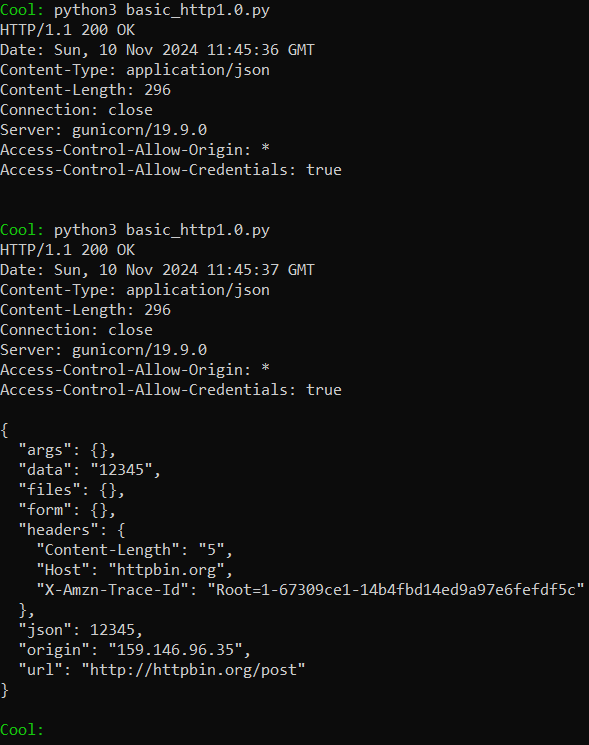 Cool: python3 basic_http1.0.py
HTTP/1.1 200 OK
Date: Sun, 10 Nov 2024 11:45:36 GMT
Content-Type: application/json
Content-Length: 296
Connection: close
Server: gunicorn/19.9.0
Access-Control-Allow-Origin: *
Access-Control-Allow-Credentials: true
Cool: python3 basic_http1.0.py
HTTP/1.1 200 OK
Date: Sun, 10 Nov 2024 11:45:37 GMT
Content-Type: application/json
Content-Length: 296
Connection: close
Server: gunicorn/19.9.0
Access-Control-Allow-Origin: *
Access-Control-Allow-Credentials: true
{
  "args": {},
  "data": "12345",
  "files": {},
  "form": {},
  "headers": {
    "Content-Length": "5",
    "Host": "httpbin.org",
    "X-Amzn-Trace-Id": "Root=1-67309ce1-14b4fbd14ed9a97e6fefdf5c"
  },
  "json": 12345,
  "origin": "159.146.96.35",
  "url": "http://httpbin.org/post"
}
Cool: